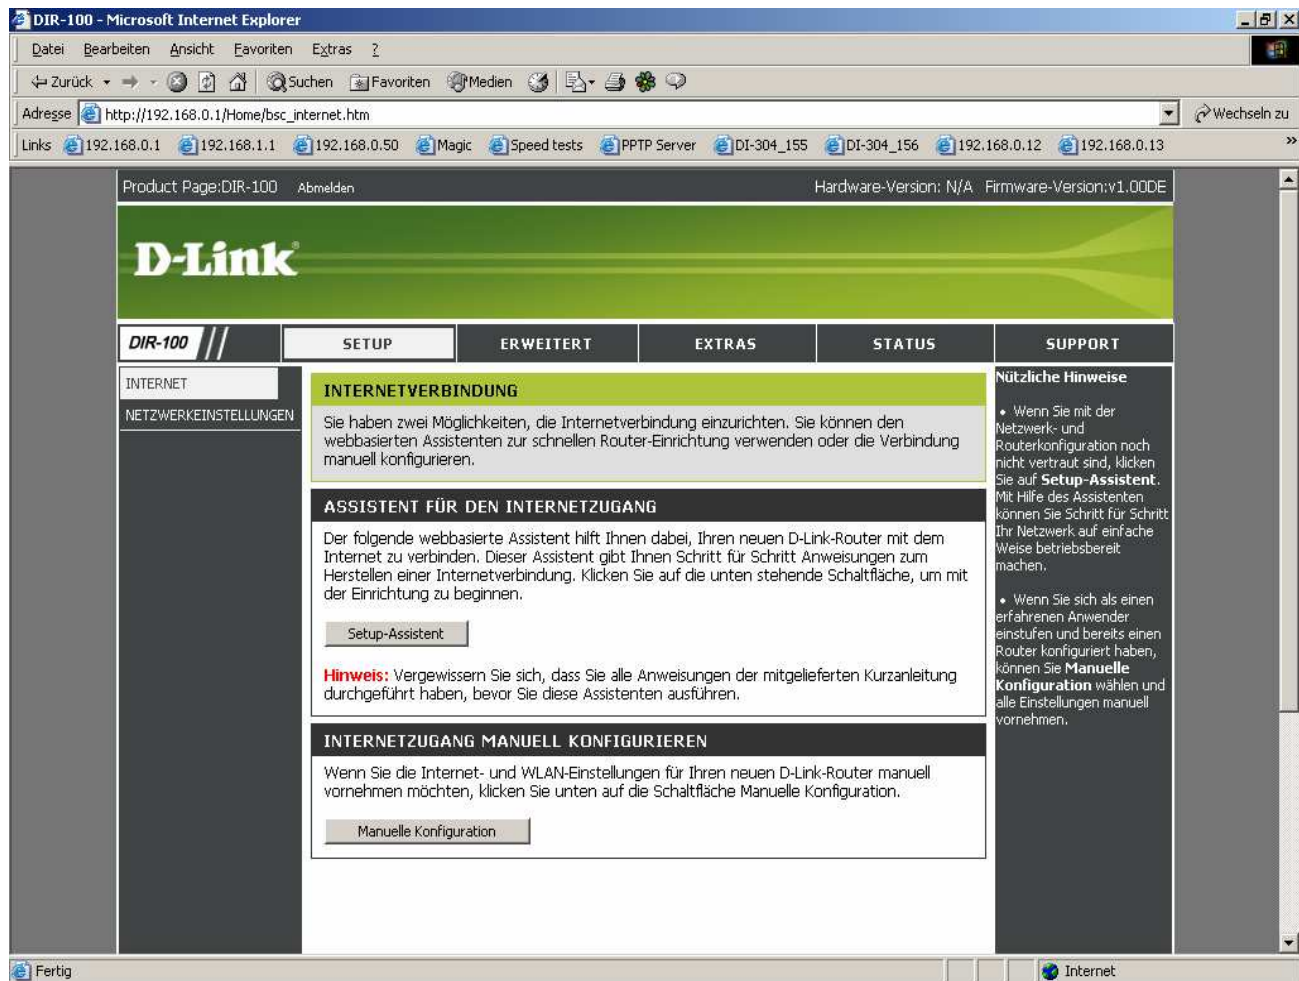 DIR-100 - Microsoft Internet Explorer
Datei Bearbeiten Ansicht Favoriten Extras ?
Zurück Suchen Favoriten Medien
Adresse http://192.168.0.1/Home/bsc_internet.htm Wechseln zu
Links 192.168.0.1 192.168.1.1 192.168.0.50 Magic Speed tests PPTP Server DI-304_155 DI-304_156 192.168.0.12 192.168.0.13 »
Product Page:DIR-100 Abmelden Hardware-Version: N/A Firmware-Version:v1.00DE
D-Link®
DIR-100 SETUP ERWEITERT EXTRAS STATUS SUPPORT
INTERNET
NETZWERKEINSTELLUNGEN
INTERNETVERBINDUNG
Sie haben zwei Möglichkeiten, die Internetverbindung einzurichten. Sie können den
webbasierten Assistenten zur schnellen Router-Einrichtung verwenden oder die Verbindung
manuell konfigurieren.
ASSISTENT FÜR DEN INTERNETZUGANG
Der folgende webbasierte Assistent hilft Ihnen dabei, Ihren neuen D-Link-Router mit dem
Internet zu verbinden. Dieser Assistent gibt Ihnen Schritt für Schritt Anweisungen zum
Herstellen einer Internetverbindung. Klicken Sie auf die unten stehende Schaltfläche, um mit
der Einrichtung zu beginnen.
Setup-Assistent
Hinweis: Vergewissern Sie sich, dass Sie alle Anweisungen der mitgelieferten Kurzanleitung
durchgeführt haben, bevor Sie diese Assistenten ausführen.
INTERNETZUGANG MANUELL KONFIGURIEREN
Wenn Sie die Internet- und WLAN-Einstellungen für Ihren neuen D-Link-Router manuell
vornehmen möchten, klicken Sie unten auf die Schaltfläche Manuelle Konfiguration.
Manuelle Konfiguration
Nützliche Hinweise
• Wenn Sie mit der
Netzwerk- und
Routerkonfiguration noch
nicht vertraut sind, klicken
Sie auf Setup-Assistent.
Mit Hilfe des Assistenten
können Sie Schritt für Schritt
Ihr Netzwerk auf einfache
Weise betriebsbereit
machen.
• Wenn Sie sich als einen
erfahrenen Anwender
einstufen und bereits einen
Router konfiguriert haben,
können Sie Manuelle
Konfiguration wählen und
alle Einstellungen manuell
vornehmen.
Fertig Internet